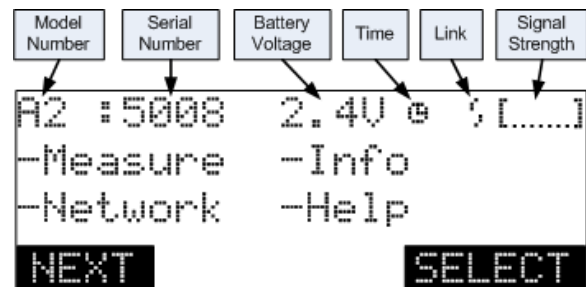 Model Number
Serial Number
Battery Voltage
Time
Link
Signal Strength
A2 :5008 2.4V [......]
-Measure -Info
-Network -Help
NEXT SELECT